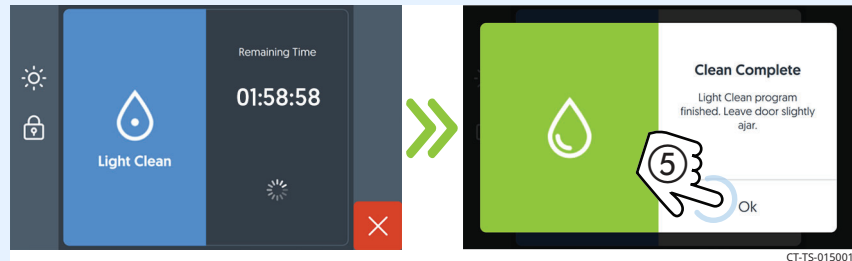 Remaining Time
01:58:58
Light Clean
Clean Complete
Light Clean program
finished. Leave door slightly
ajar.
5
Ok
CT-TS-015001